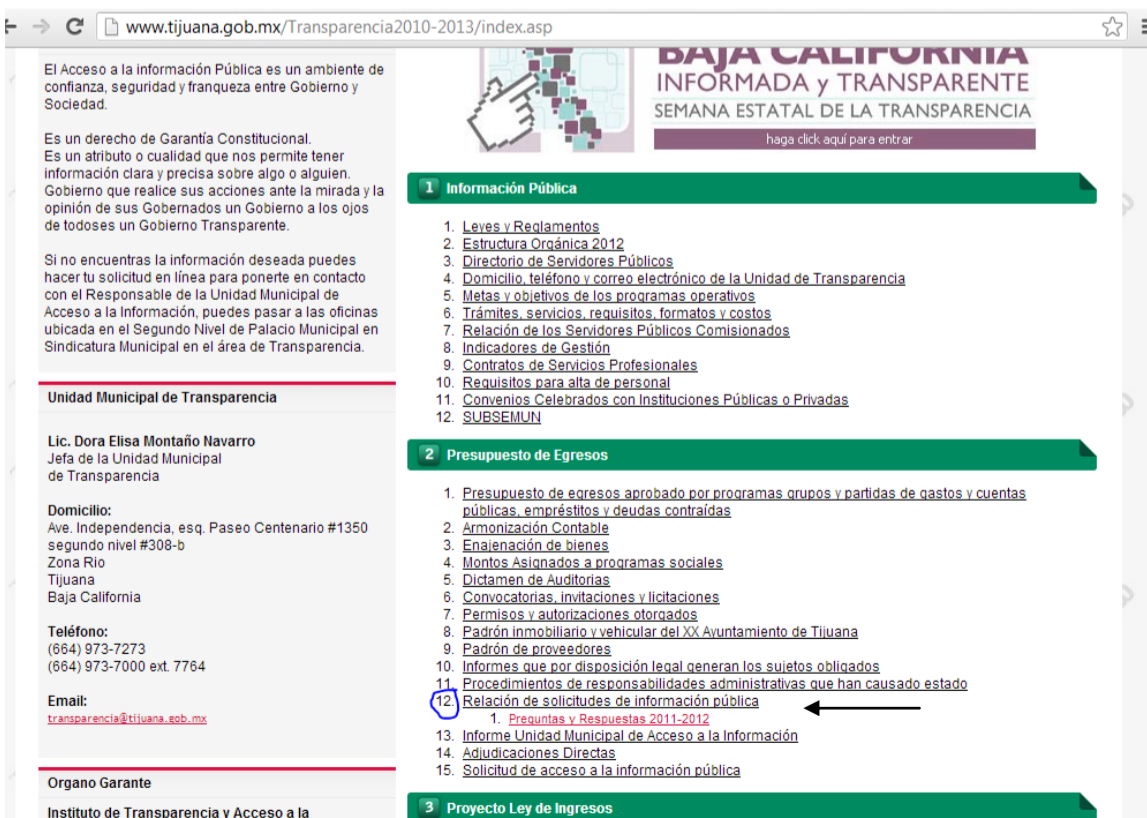 www.tijuana.gob.mx/Transparencia2010-2013/index.asp
El Acceso a la información Pública es un ambiente de
confianza, seguridad y franqueza entre Gobierno y
Sociedad.
Es un derecho de Garantía Constitucional.
Es un atributo o cualidad que nos permite tener
información clara y precisa sobre algo o alguien.
Gobierno que realice sus acciones ante la mirada y la
opinión de sus Gobernados un Gobierno a los ojos
de todoses un Gobierno Transparente.
Si no encuentras la información deseada puedes
hacer tu solicitud en línea para ponerte en contacto
con el Responsable de la Unidad Municipal de
Acceso a la Información, puedes pasar a las oficinas
ubicada en el Segundo Nivel de Palacio Municipal en
Sindicatura Municipal en el área de Transparencia.
Unidad Municipal de Transparencia
Lic. Dora Elisa Montaño Navarro
Jefa de la Unidad Municipal
de Transparencia
Domicilio:
Ave. Independencia, esq. Paseo Centenario #1350
segundo nivel #308-b
Zona Rio
Tijuana
Baja California
Teléfono:
(664) 973-7273
(664) 973-7000 ext. 7764
Email:
transparencia@tijuana.gob.mx
Organo Garante
Instituto de Transparencia y Acceso a la
BAJA CALIFORNIA
INFORMADA y TRANSPARENTE
SEMANA ESTATAL DE LA TRANSPARENCIA
haga click aquí para entrar
1 Información Pública
1. Leyes y Reglamentos
2. Estructura Orgánica 2012
3. Directorio de Servidores Públicos
4. Domicilio, teléfono y correo electrónico de la Unidad de Transparencia
5. Metas y objetivos de los programas operativos
6. Trámites, servicios, requisitos, formatos y costos
7. Relación de los Servidores Públicos Comisionados
8. Indicadores de Gestión
9. Contratos de Servicios Profesionales
10. Requisitos para alta de personal
11. Convenios Celebrados con Instituciones Públicas o Privadas
12. SUBSEMUN
2 Presupuesto de Egresos
1. Presupuesto de egresos aprobado por programas grupos y partidas de gastos y cuentas
públicas, empréstitos y deudas contraídas
2. Armonización Contable
3. Enajenación de bienes
4. Montos Asignados a programas sociales
5. Dictamen de Auditorias
6. Convocatorias, invitaciones y licitaciones
7. Permisos y autorizaciones otorgados
8. Padrón inmobiliario y vehicular del XX Ayuntamiento de Tijuana
9. Padrón de proveedores
10. Informes que por disposición legal generan los sujetos obligados
11. Procedimientos de responsabilidades administrativas que han causado estado
12. Relación de solicitudes de información pública
1. Preguntas y Respuestas 2011-2012
13. Informe Unidad Municipal de Acceso a la Información
14. Adjudicaciones Directas
15. Solicitud de acceso a la información pública
3 Proyecto Ley de Ingresos